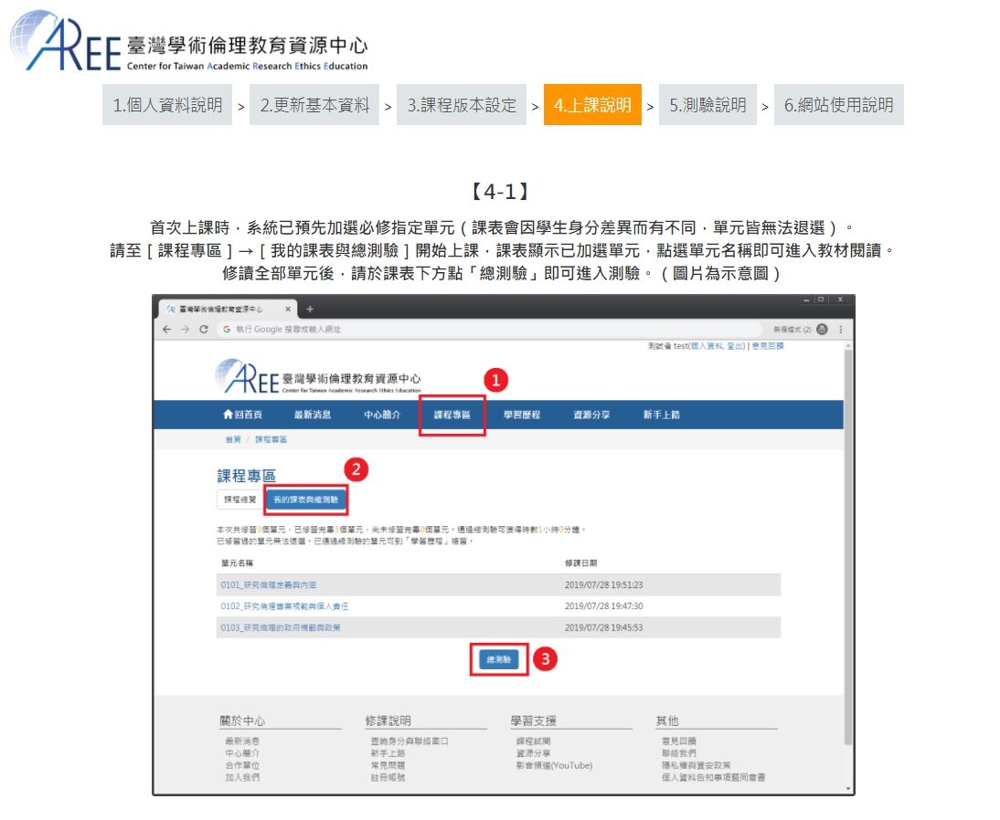 AREE 臺灣學術倫理教育資源中心
Center for Taiwan Academic Research Ethics Education
1.個人資料說明 > 2.更新基本資料 > 3.課程版本設定 > 4.上課說明 > 5.測驗說明 > 6.網站使用說明
【4-1】
首次上課時，系統已預先加選必修指定單元（課表會因學生身分差異而有不同，單元皆無法退選）。
請至［課程專區］→［我的課表與總測驗］開始上課，課表顯示已加選單元，點選單元名稱即可進入教材閱讀。
修讀全部單元後，請於課表下方點「總測驗」即可進入測驗。（圖片為示意圖）
臺灣學術倫理教育資源中心
執行 Google 搜尋或輸入網址
無痕模式 (2)
測試者 test(個人資料, 登出) | 意見回饋
AREE 臺灣學術倫理教育資源中心
Center for Taiwan Academic Research Ethics Education
1
回首頁 最新消息 中心簡介 課程專區 學習歷程 資源分享 新手上路
首頁 / 課程專區
課程專區
2
課程總覽 我的課表與總測驗
本次共修習3個單元，已修習完畢3個單元，尚未修習完畢0個單元，通過總測驗可獲得時數1小時0分鐘。
已修習過的單元無法退選，已通過總測驗的單元可到「學習歷程」複習。
單元名稱 修課日期
0101_研究倫理定義與內涵 2019/07/28 19:51:23
0102_研究倫理專業規範與個人責任 2019/07/28 19:47:30
0103_研究倫理的政府規範與政策 2019/07/28 19:45:53
總測驗 3
關於中心 修課說明 學習支援 其他
最新消息 查詢身分與聯絡窗口 課程試閱 意見回饋
中心簡介 新手上路 資源分享 聯絡我們
合作單位 常見問題 影音頻道(YouTube) 隱私權與資安政策
加入我們 註冊帳號 個人資料告知事項暨同意書